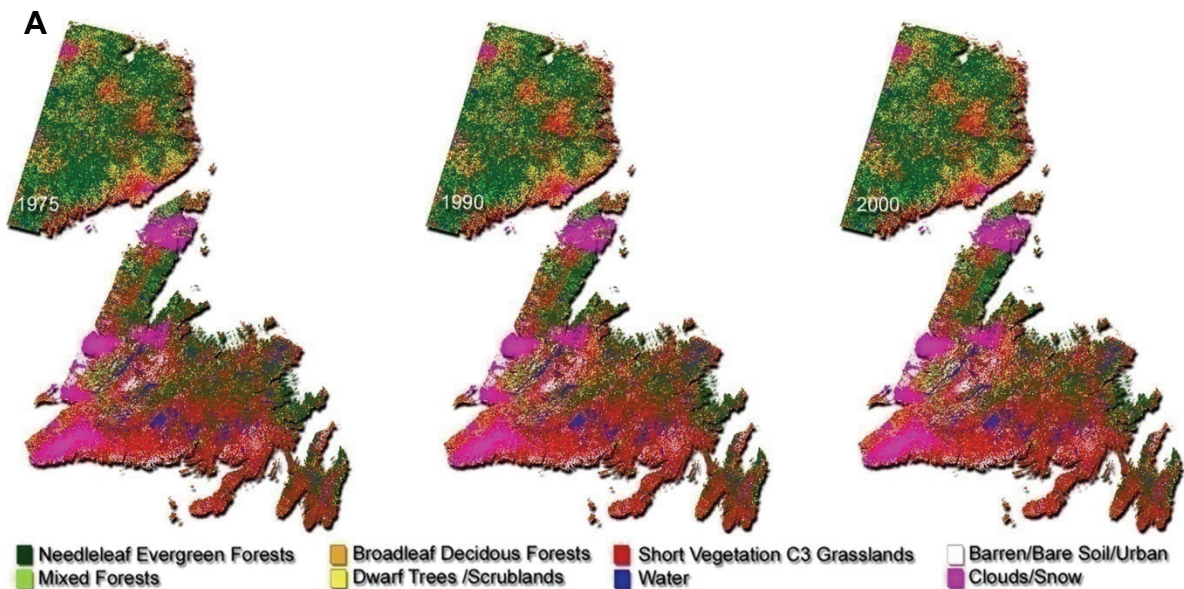 A
1975 1990 2000
Needleleaf Evergreen Forests Broadleaf Decidous Forests Short Vegetation C3 Grasslands Barren/Bare Soil/Urban
Mixed Forests Dwarf Trees /Scrublands Water Clouds/Snow